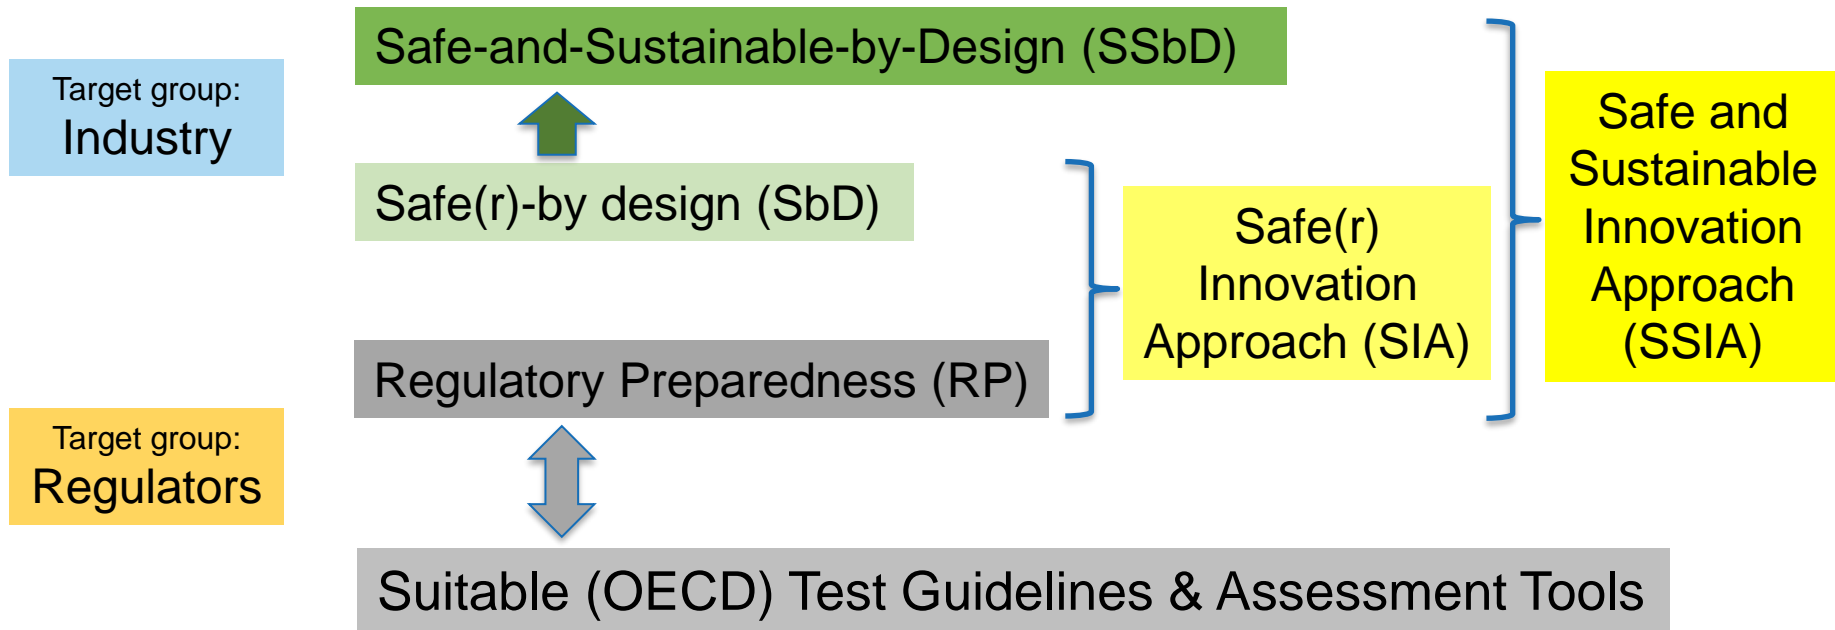 Safe-and-Sustainable-by-Design (SSbD)
Target group:
Industry
Safe(r)-by design (SbD)
Regulatory Preparedness (RP)
Target group:
Regulators
Suitable (OECD) Test Guidelines & Assessment Tools
Safe(r)
Innovation
Approach (SIA)
Safe and
Sustainable
Innovation
Approach
(SSIA)